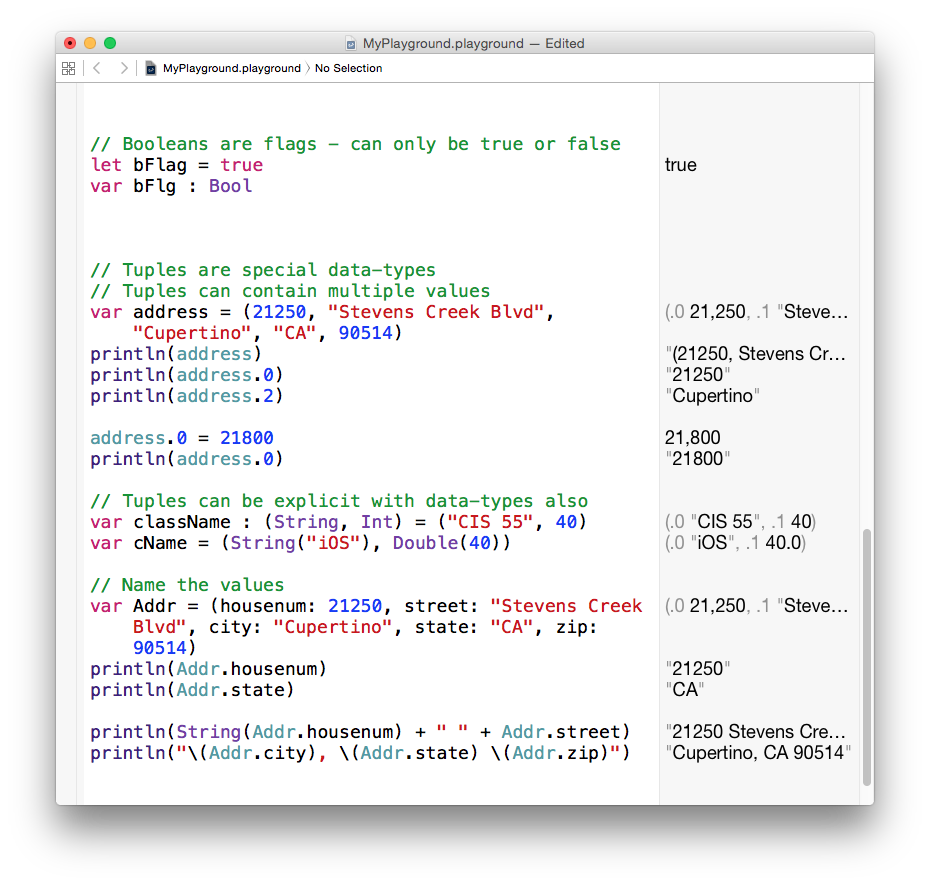 MyPlayground.playground — Edited
MyPlayground.playground 〉 No Selection
// Booleans are flags - can only be true or false
let bFlag = true
true
var bFlg : Bool
// Tuples are special data-types
// Tuples can contain multiple values
var address = (21250, "Stevens Creek Blvd",
(.0 21,250, .1 "Steve...
"Cupertino", "CA", 90514)
println(address)
"(21250, Stevens Cr...
println(address.0)
"21250"
println(address.2)
"Cupertino"
address.0 = 21800
21,800
println(address.0)
"21800"
// Tuples can be explicit with data-types also
var className : (String, Int) = ("CIS 55", 40)
(.0 "CIS 55", .1 40)
var cName = (String("iOS"), Double(40))
(.0 "iOS", .1 40.0)
// Name the values
var Addr = (housenum: 21250, street: "Stevens Creek
(.0 21,250, .1 "Steve...
Blvd", city: "Cupertino", state: "CA", zip:
90514)
println(Addr.housenum)
"21250"
println(Addr.state)
"CA"
println(String(Addr.housenum) + " " + Addr.street)
"21250 Stevens Cre...
println("\(Addr.city), \(Addr.state) \(Addr.zip)")
"Cupertino, CA 90514"